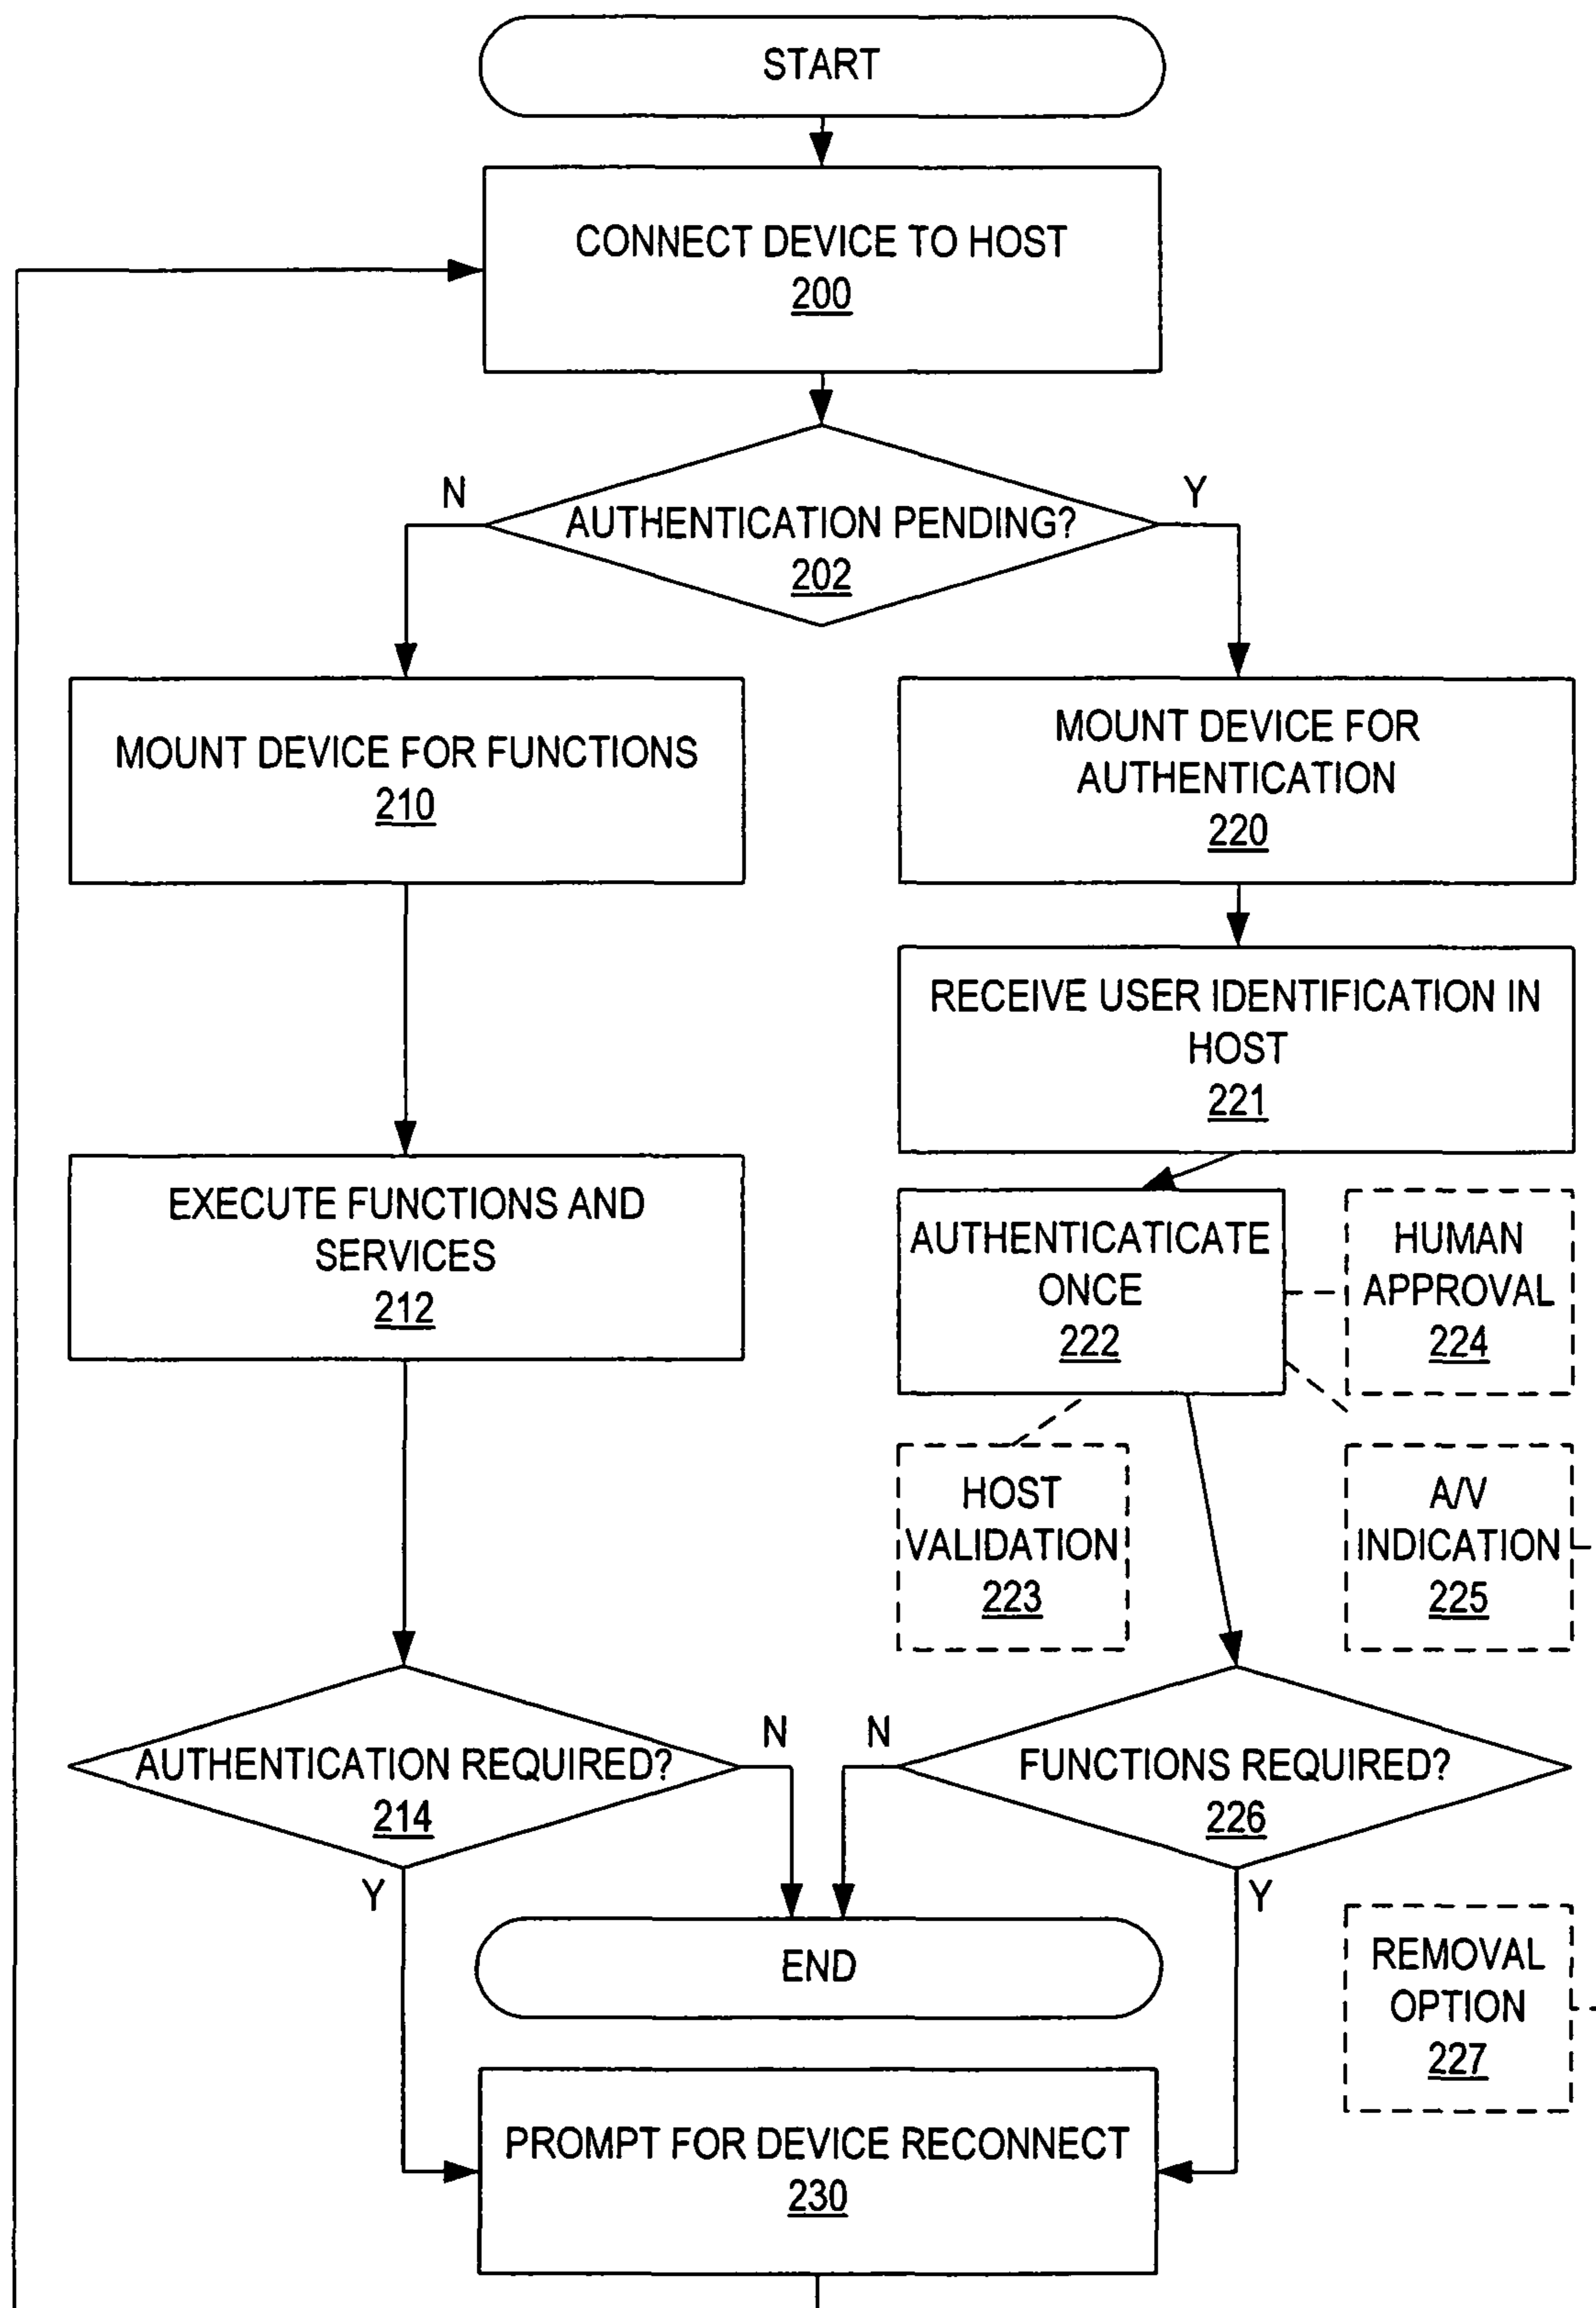 START
CONNECT DEVICE TO HOST
200
N
Y
AUTHENTICATION PENDING?
202
MOUNT DEVICE FOR FUNCTIONS
210
MOUNT DEVICE FOR
AUTHENTICATION
220
RECEIVE USER IDENTIFICATION IN
HOST
221
EXECUTE FUNCTIONS AND
SERVICES
212
AUTHENTICATICATE
ONCE
222
HUMAN
APPROVAL
224
HOST
VALIDATION
223
A/V
INDICATION
225
AUTHENTICATION REQUIRED?
214
N
N
FUNCTIONS REQUIRED?
226
Y
Y
END
REMOVAL
OPTION
227
PROMPT FOR DEVICE RECONNECT
230